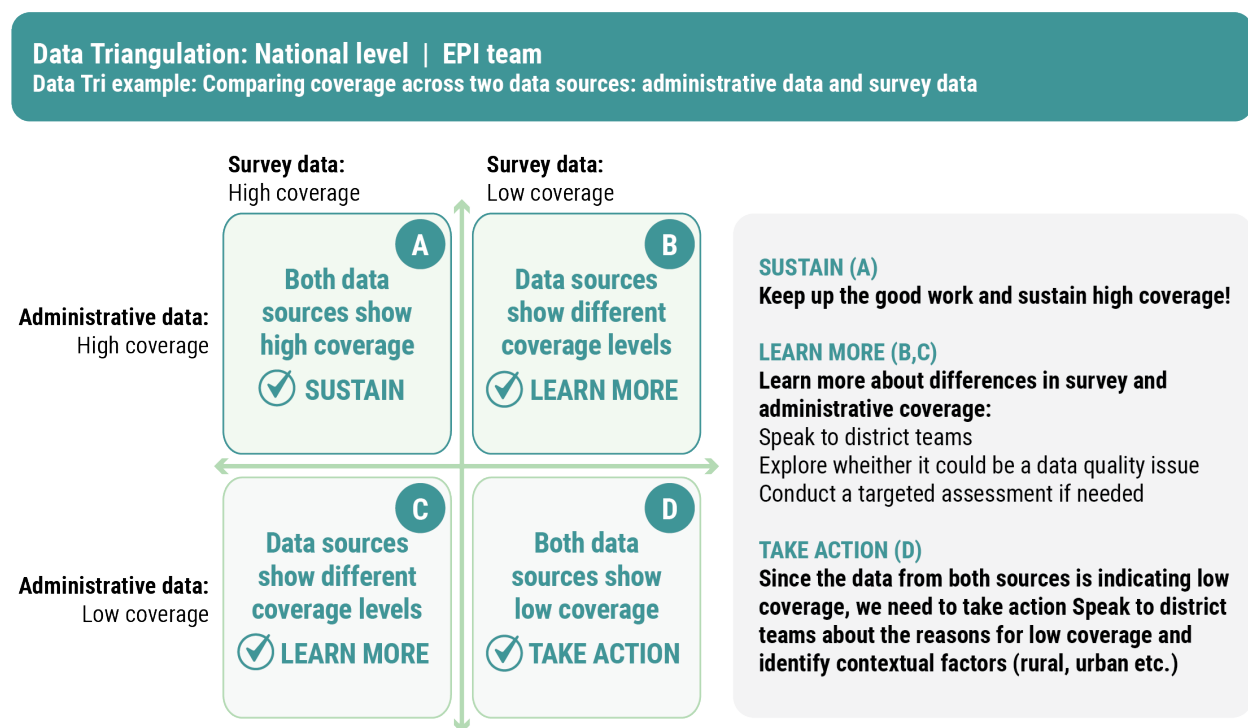 Data Triangulation: National level | EPI team
Data Tri example: Comparing coverage across two data sources: administrative data and survey data
Survey data:
High coverage
Survey data:
Low coverage
Administrative data:
High coverage
A
Both data
sources show
high coverage
SUSTAIN
B
Data sources
show different
coverage levels
LEARN MORE
Administrative data:
Low coverage
C
Data sources
show different
coverage levels
LEARN MORE
D
Both data
sources show
low coverage
TAKE ACTION
SUSTAIN (A)
Keep up the good work and sustain high coverage!
LEARN MORE (B,C)
Learn more about differences in survey and
administrative coverage:
Speak to district teams
Explore wheither it could be a data quality issue
Conduct a targeted assessment if needed
TAKE ACTION (D)
Since the data from both sources is indicating low
coverage, we need to take action Speak to district
teams about the reasons for low coverage and
identify contextual factors (rural, urban etc.)